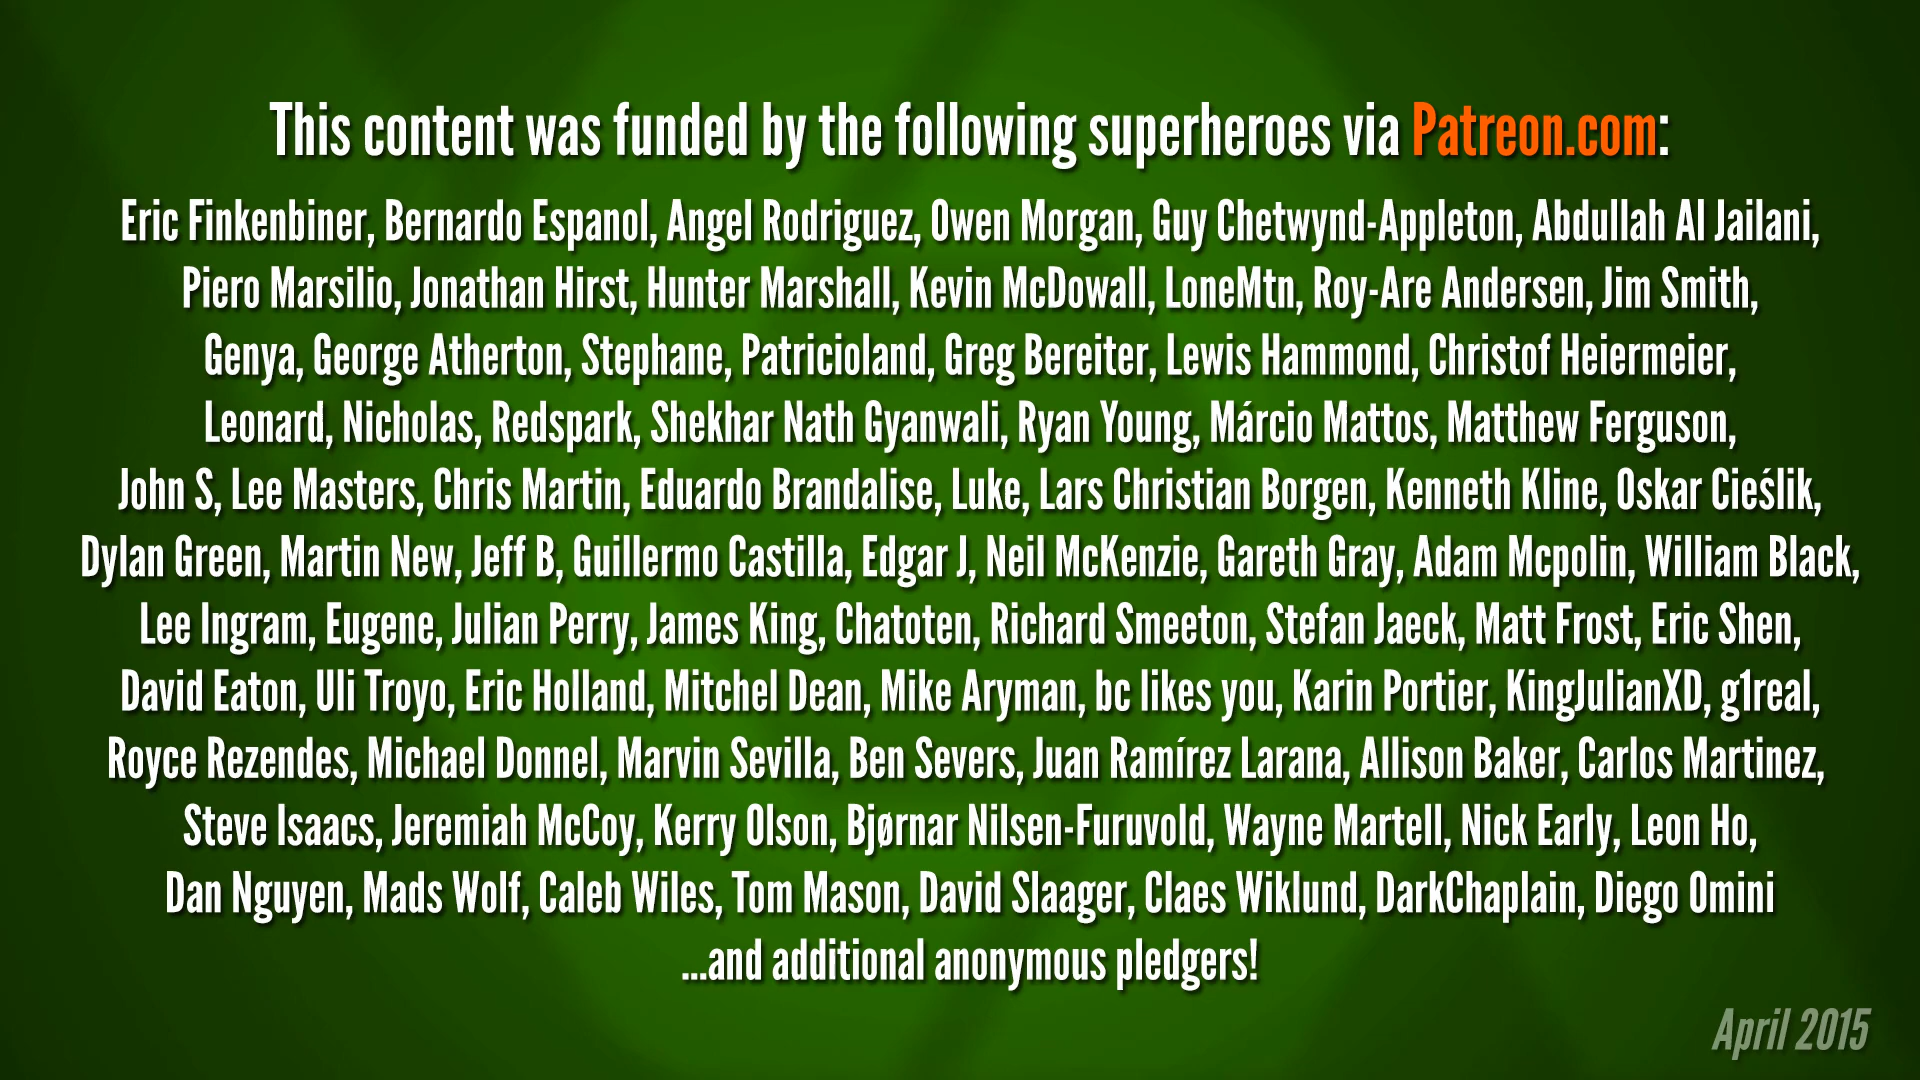 This content was funded by the following superheroes via Patreon.com:
Eric Finkenbiner, Bernardo Espanol, Angel Rodriguez, Owen Morgan, Guy Chetwynd-Appleton, Abdullah Al Jailani,
Piero Marsilio, Jonathan Hirst, Hunter Marshall, Kevin McDowall, LoneMtn, Roy-Are Andersen, Jim Smith,
Genya, George Atherton, Stephane, Patricioland, Greg Bereiter, Lewis Hammond, Christof Heiermeier,
Leonard, Nicholas, Redspark, Shekhar Nath Gyanwali, Ryan Young, Márcio Mattos, Matthew Ferguson,
John S, Lee Masters, Chris Martin, Eduardo Brandalise, Luke, Lars Christian Borgen, Kenneth Kline, Oskar Cieślik,
Dylan Green, Martin New, Jeff B, Guillermo Castilla, Edgar J, Neil McKenzie, Gareth Gray, Adam Mcpolin, William Black,
Lee Ingram, Eugene, Julian Perry, James King, Chatoten, Richard Smeeton, Stefan Jaeck, Matt Frost, Eric Shen,
David Eaton, Uli Troyo, Eric Holland, Mitchel Dean, Mike Aryman, bc likes you, Karin Portier, KingJulianXD, g1real,
Royce Rezendes, Michael Donnel, Marvin Sevilla, Ben Severs, Juan Ramírez Larana, Allison Baker, Carlos Martinez,
Steve Isaacs, Jeremiah McCoy, Kerry Olson, Bjørnar Nilsen-Furuvold, Wayne Martell, Nick Early, Leon Ho,
Dan Nguyen, Mads Wolf, Caleb Wiles, Tom Mason, David Slaager, Claes Wiklund, DarkChaplain, Diego Omini
...and additional anonymous pledgers!
April 2015